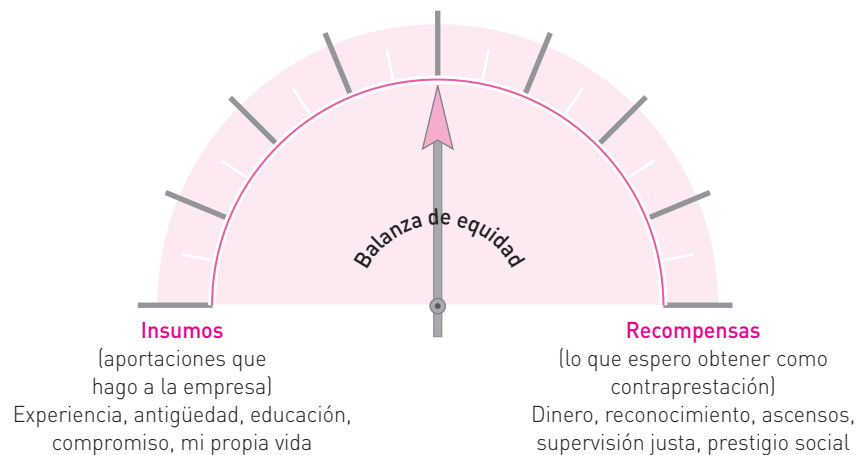 Balanza de equidad
Insumos
(aportaciones que
hago a la empresa)
Experiencia, antigüedad, educación,
compromiso, mi propia vida
Recompensas
(lo que espero obtener como
contraprestación)
Dinero, reconocimiento, ascensos,
supervisión justa, prestigio social